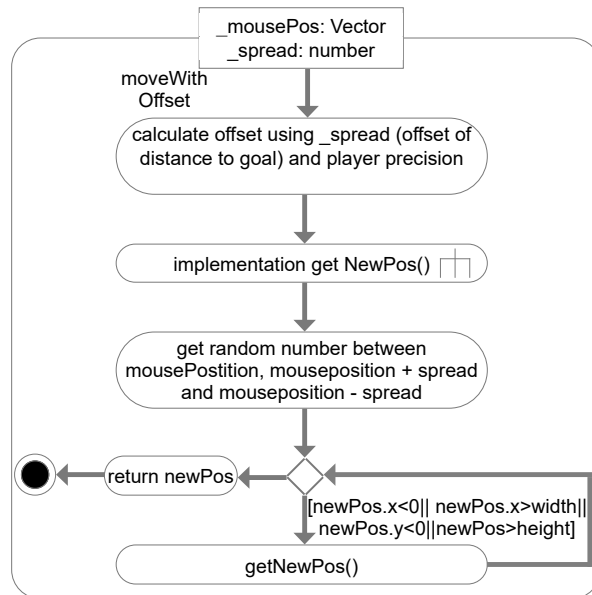 _mousePos: Vector
_spread: number
moveWith
Offset
calculate offset using _spread (offset of
distance to goal) and player precision
implementation get NewPos()
get random number between
mousePostition, mouseposition + spread
and mouseposition - spread
return newPos
[newPos.x<0|| newPos.x>width||
newPos.y<0||newPos>height]
getNewPos()